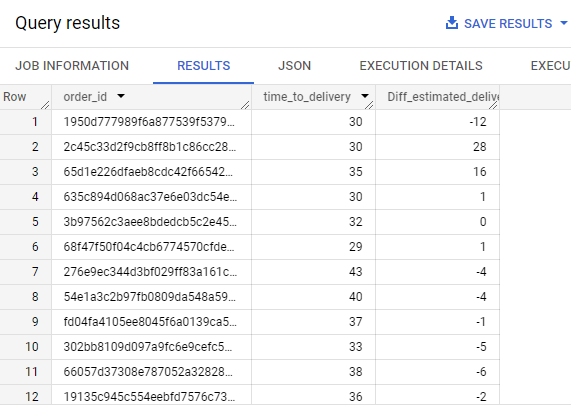 Query results
SAVE RESULTS
JOB INFORMATION RESULTS JSON EXECUTION DETAILS EXECU
Row order_id time_to_delivery Diff_estimated_delive
1 1950d777989f6a877539f5379... 30 -12
2 2c45c33d2f9cb8ff8b1c86cc28... 30 28
3 65d1e226dfaeb8cdc42f66542... 35 16
4 635c894d068ac37e6e03dc54e... 30 1
5 3b97562c3aee8bdedcb5c2e45... 32 0
6 68f47f50f04c4cb6774570cfde... 29 1
7 276e9ec344d3bf029ff83a161c... 43 -4
8 54e1a3c2b97fb0809da548a59... 40 -4
9 fd04fa4105ee8045f6a0139ca5... 37 -1
10 302bb8109d097a9fc6e9cefc5... 33 -5
11 66057d37308e787052a32828... 38 -6
12 19135c945c554eebfd7576c73... 36 -2